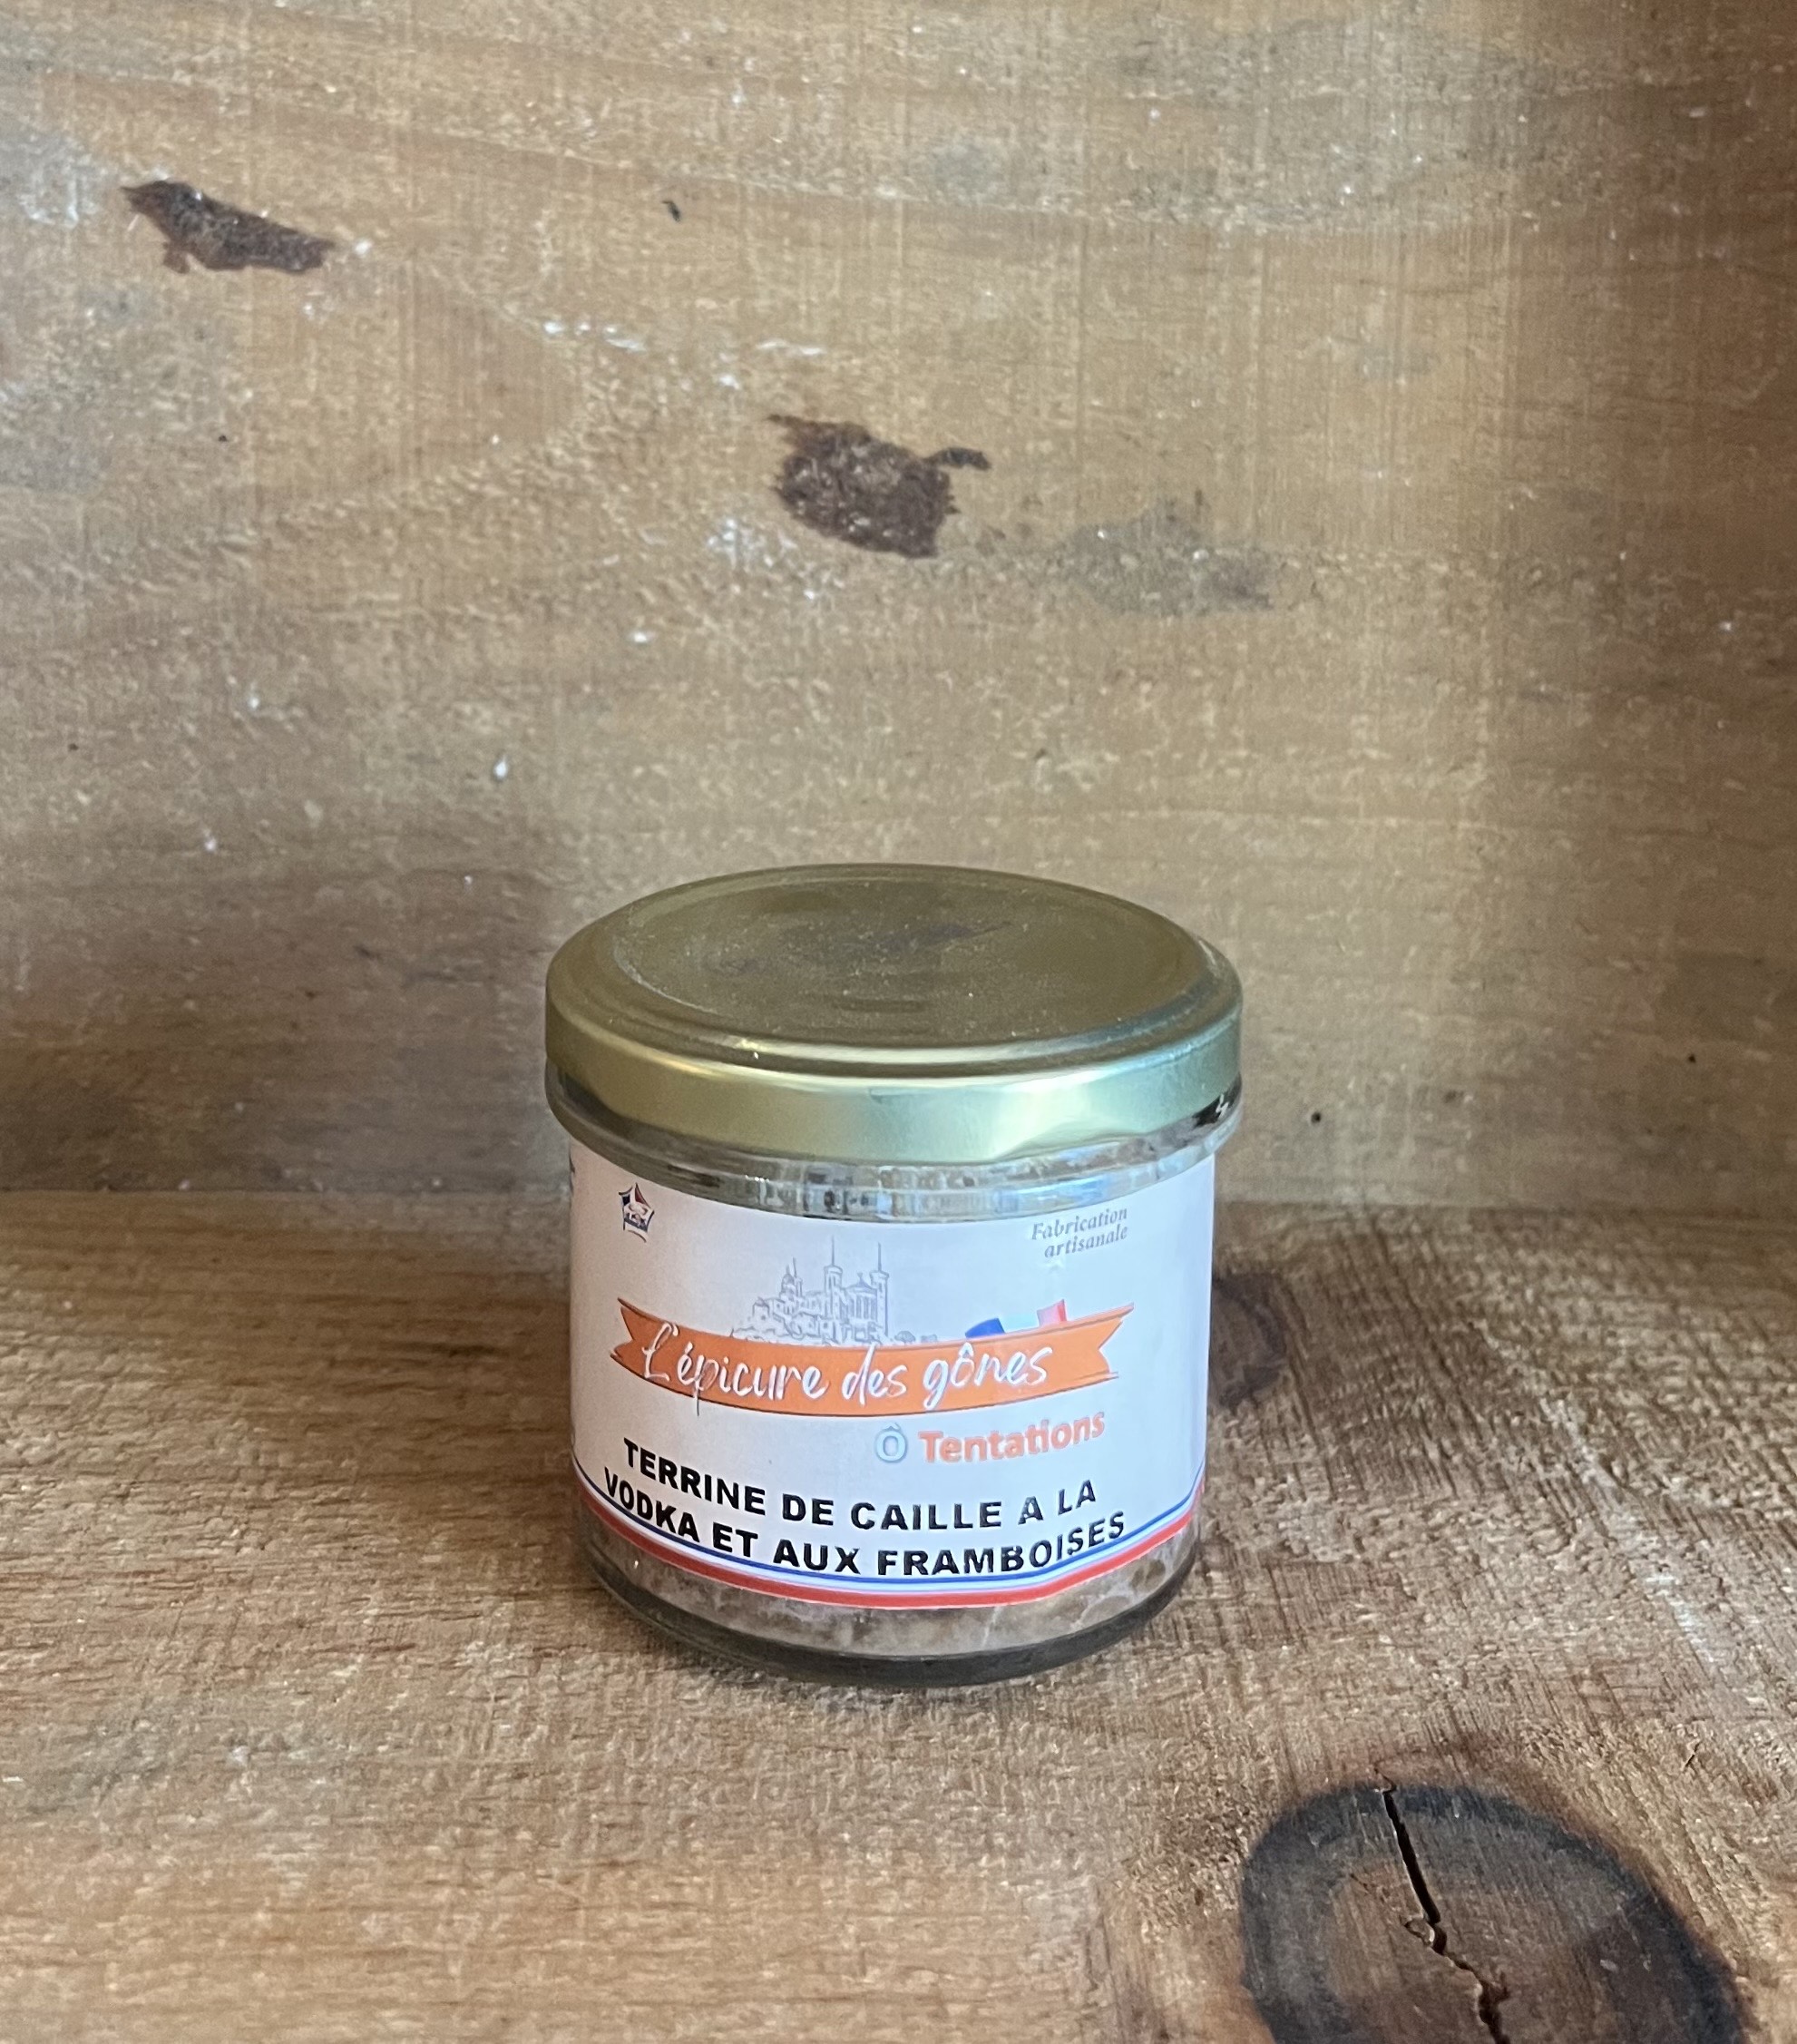 Fabrication
artisanale
L'épicure des gônes
Ô Tentations
TERRINE DE CAILLE A LA
VODKA ET AUX FRAMBOISES